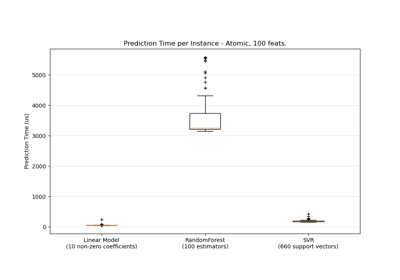 Prediction Time per Instance - Atomic, 100 feats.
Prediction Time (us)
5000
4000
3000
2000
1000
0
Linear Model
(10 non-zero coefficients)
RandomForest
(100 estimators)
SVR
(660 support vectors)